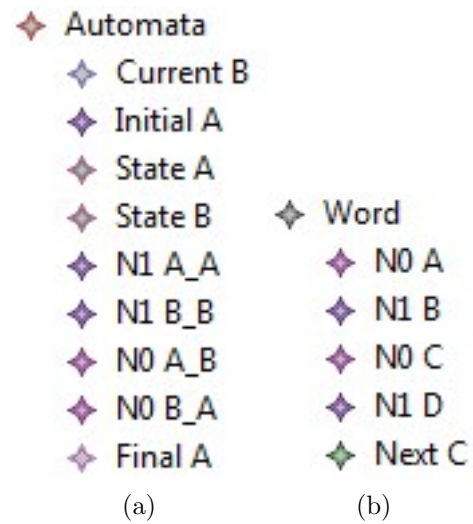 Automata
Current B
Initial A
State A
State B
N1 A_A
N1 B_B
N0 A_B
N0 B_A
Final A
(a)
Word
N0 A
N1 B
N0 C
N1 D
Next C
(b)